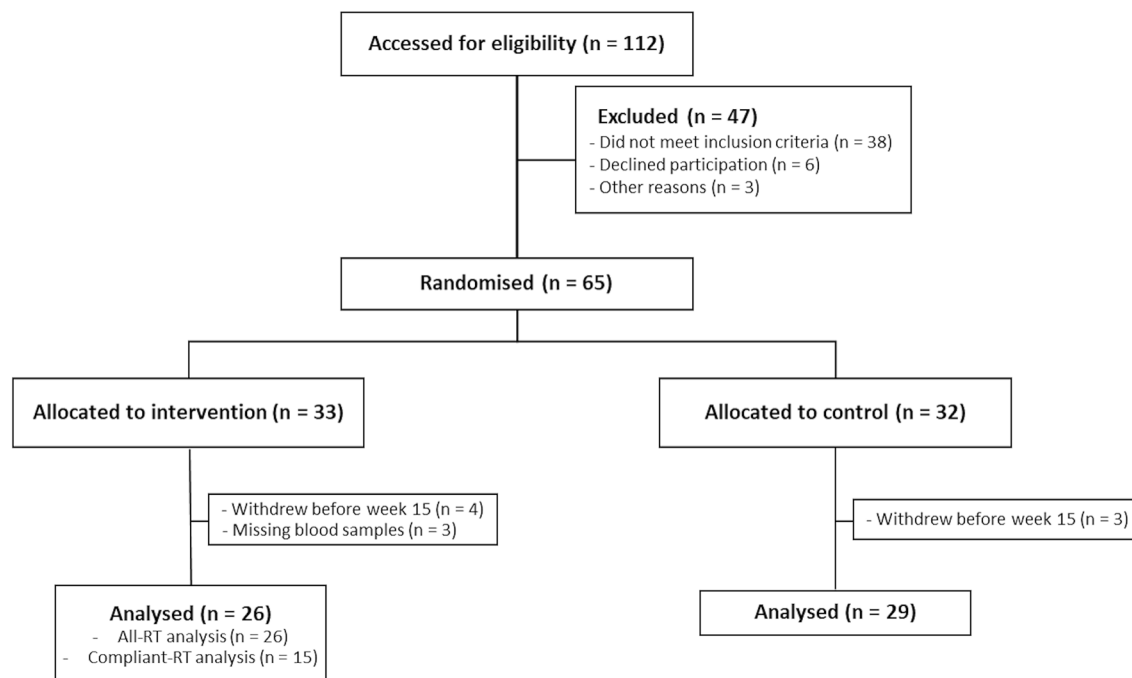 Accessed for eligibility (n = 112)
Excluded (n = 47)
- Did not meet inclusion criteria (n = 38)
- Declined participation (n = 6)
- Other reasons (n = 3)
Randomised (n = 65)
Allocated to intervention (n = 33)
Allocated to control (n = 32)
- Withdrew before week 15 (n = 4)
- Missing blood samples (n = 3)
- Withdrew before week 15 (n = 3)
Analysed (n = 26)
- All-RT analysis (n = 26)
- Compliant-RT analysis (n = 15)
Analysed (n = 29)